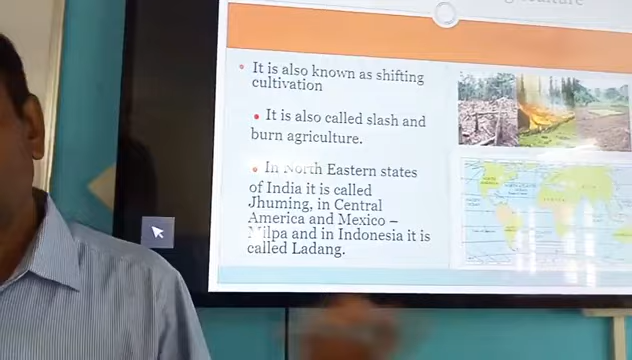 It is also known as shifting
cultivation
It is also called slash and
burn agriculture.
In North Eastern states
of India it is called
Jhuming, in Central
America and Mexico –
Milpa and in Indonesia it is
called Ladang.